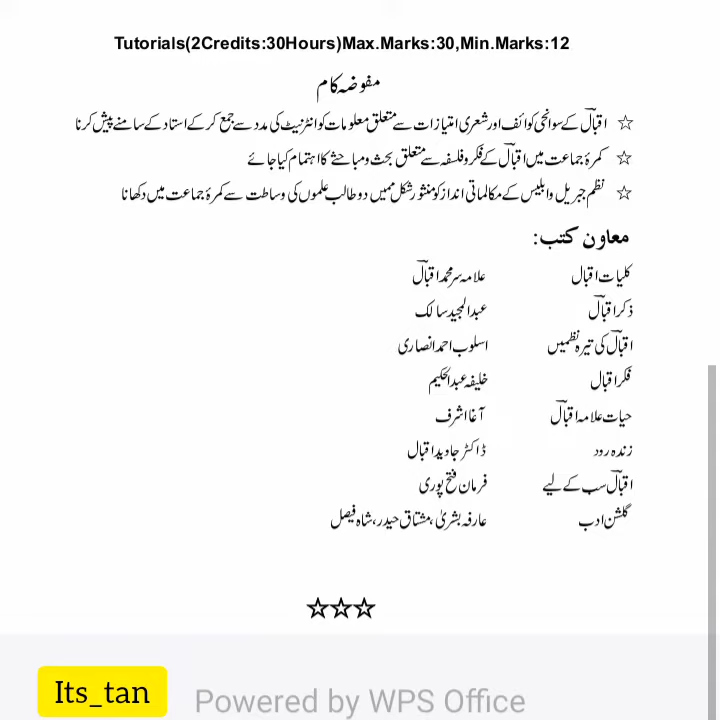 Tutorials(2Credits:30Hours)Max.Marks:30,Min.Marks:12
مفوضہ کام
☆ اقبالؔ کے سوانحی کوائف اور شعری امتیازات سے متعلق معلومات کو انٹرنیٹ کی مدد سے جمع کرکے استاد کے سامنے پیش کرنا
☆ کمرۂ جماعت میں اقبالؔ کے فکر و فلسفہ سے متعلق بحث و مباحثے کا اہتمام کیا جائے
☆ نظم جبریل و ابلیس کے مکالماتی انداز کو منثور شکل ممیں دو طالب علموں کی وساطت سے کمرۂ جماعت میں دکھانا
معاون کتب:
کلیات اقبال علامہ سر محمد اقبالؔ
ذکر اقبالؔ عبدالمجید سالک
اقبالؔ کی تیرہ نظمیں اسلوب احمد انصاری
فکر اقبال خلیفہ عبدالحکیم
حیات علامہ اقبالؔ آغا اشرف
زندہ رود ڈاکٹر جاوید اقبال
اقبالؔ سب کے لیے فرمان فتح پوری
گلشن ادب عارفہ بشریٰ، مشتاق حیدر، شاہ فیصل
☆☆☆
Its_tan
Powered by WPS Office